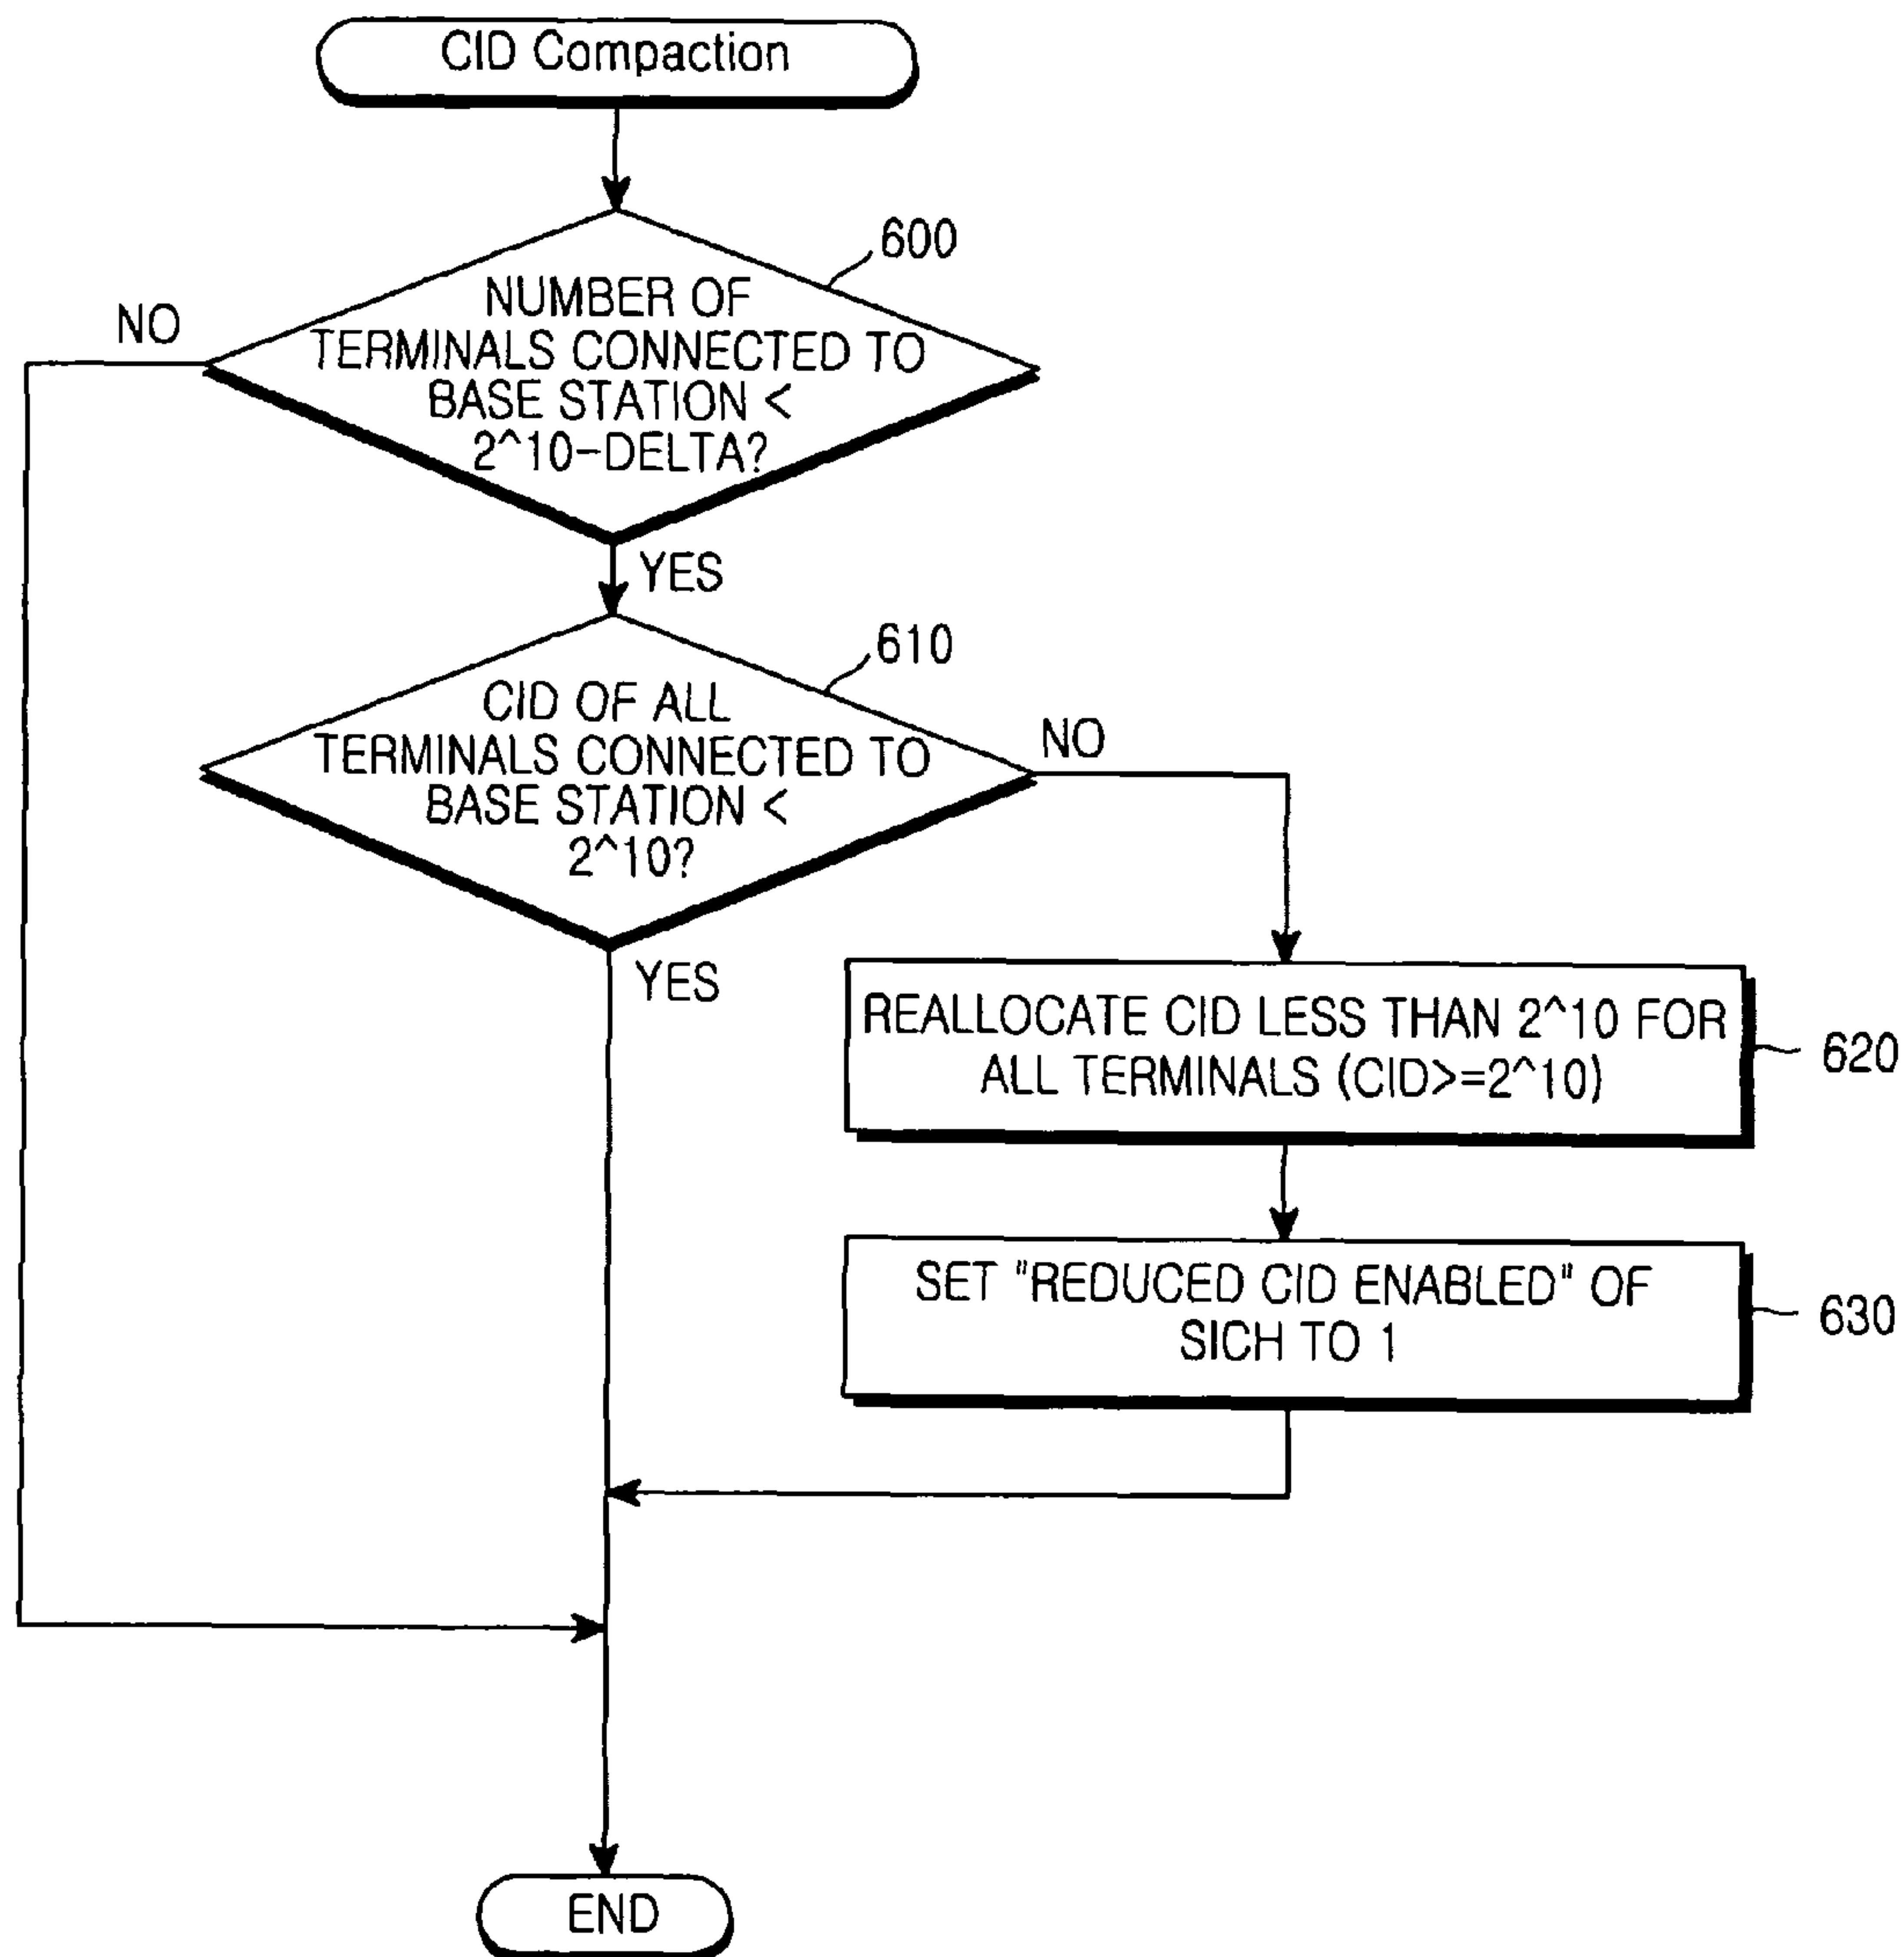 CID Compaction
600
NO
NUMBER OF
TERMINALS CONNECTED TO
BASE STATION <
2^10-DELTA?
YES
610
CID OF ALL
TERMINALS CONNECTED TO
BASE STATION <
2^10?
NO
YES
REALLOCATE CID LESS THAN 2^10 FOR
ALL TERMINALS (CID>=2^10)
620
SET "REDUCED CID ENABLED" OF
SICH TO 1
630
END